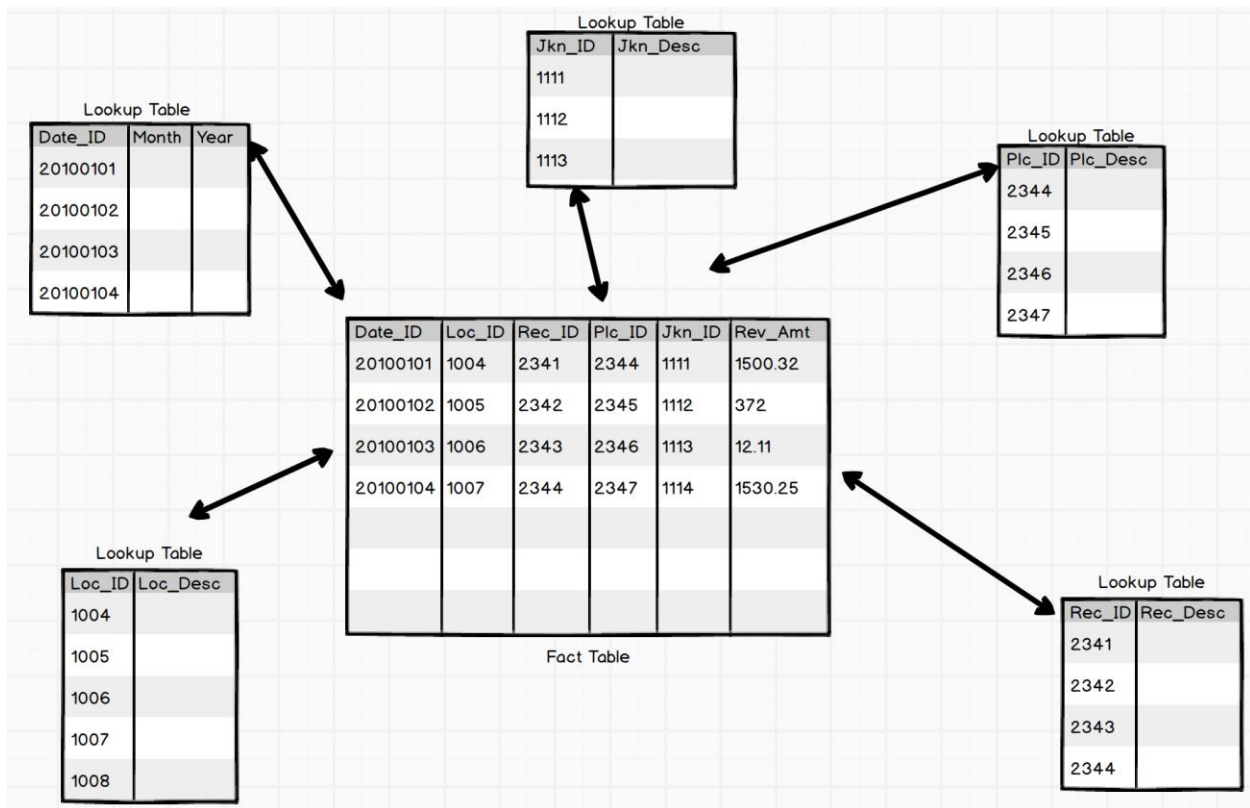 Lookup Table
Jkn_ID Jkn_Desc
1111
1112
1113
Lookup Table
Date_ID Month Year
20100101
20100102
20100103
20100104
Lookup Table
Plc_ID Plc_Desc
2344
2345
2346
2347
Date_ID Loc_ID Rec_ID Plc_ID Jkn_ID Rev_Amt
20100101 1004 2341 2344 1111 1500.32
20100102 1005 2342 2345 1112 372
20100103 1006 2343 2346 1113 12.11
20100104 1007 2344 2347 1114 1530.25
Fact Table
Lookup Table
Loc_ID Loc_Desc
1004
1005
1006
1007
1008
Lookup Table
Rec_ID Rec_Desc
2341
2342
2343
2344